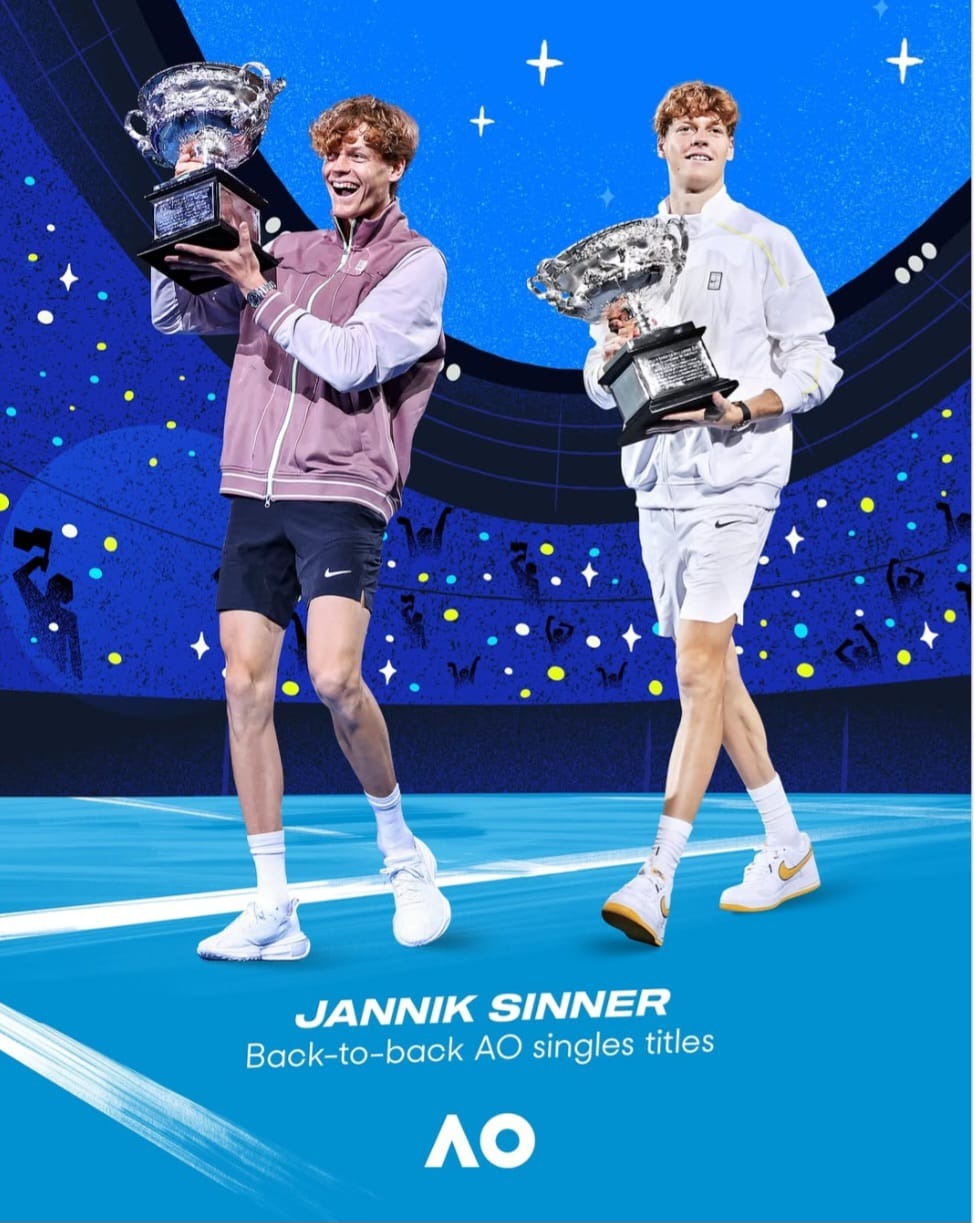 JANNIK SINNER
Back-to-back AO singles titles
AO